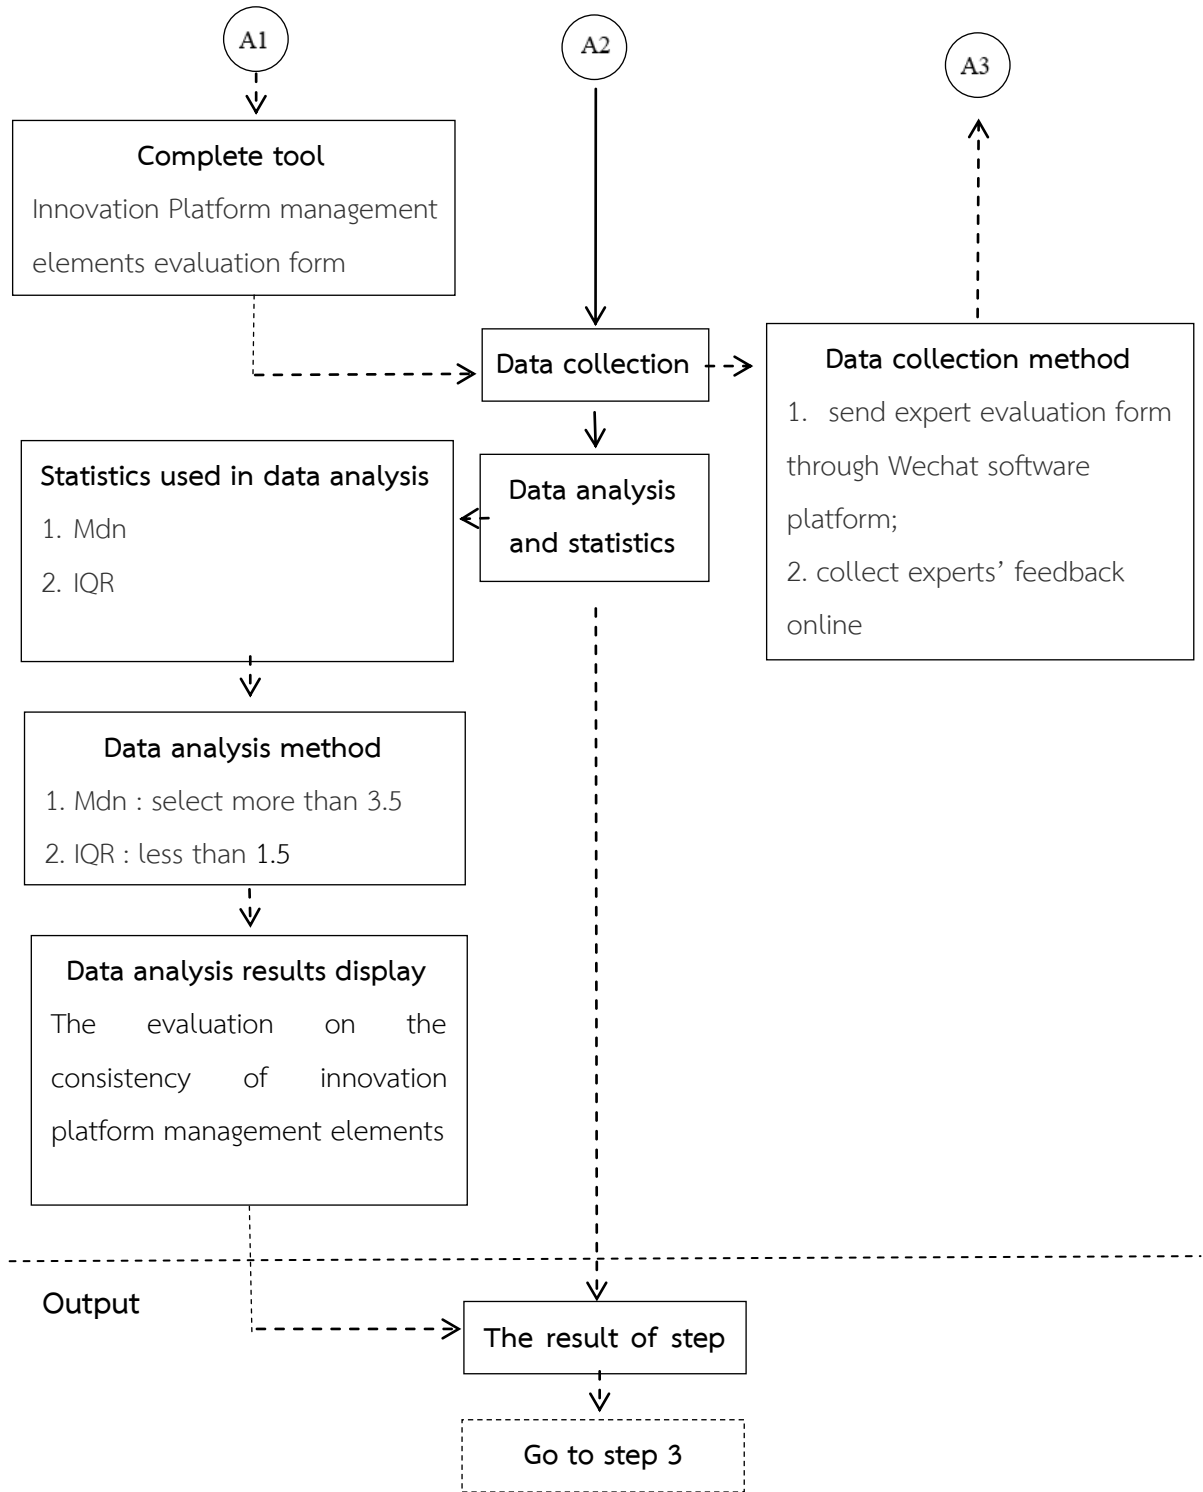 A1
A2
A3
Complete tool
Innovation Platform management
elements evaluation form
Data collection
Data collection method
1. send expert evaluation form
through Wechat software
platform;
2. collect experts’ feedback
online
Statistics used in data analysis
1. Mdn
2. IQR
Data analysis
and statistics
Data analysis method
1. Mdn : select more than 3.5
2. IQR : less than 1.5
Data analysis results display
The evaluation on the
consistency of innovation
platform management elements
Output
The result of step
Go to step 3